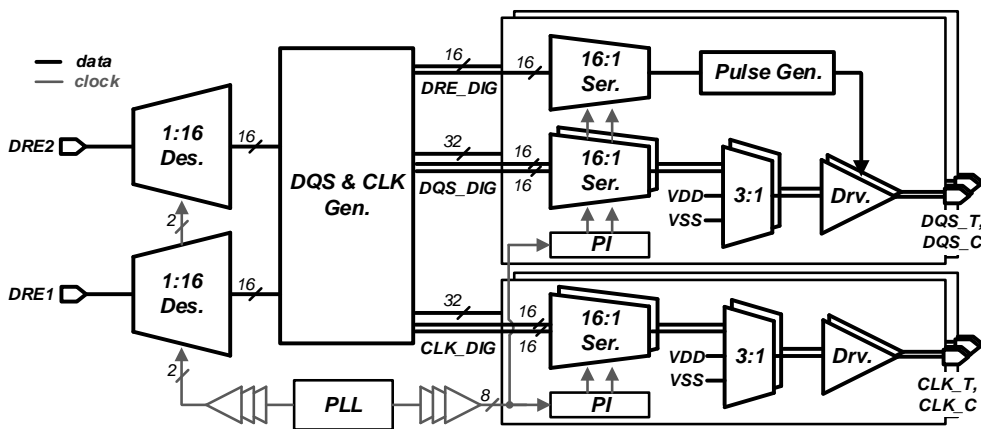 data
clock
DRE2
1:16
Des.
16
2
DRE1
1:16
Des.
16
2
DQS & CLK
Gen.
PLL
8
16
DRE_DIG
32
DQS_DIG
32
CLK_DIG
16
16:1
Ser.
Pulse Gen.
16
16
16:1
Ser.
VDD
VSS
3:1
Drv.
PI
DQS_T,
DQS_C
16
16
16:1
Ser.
VDD
VSS
3:1
Drv.
PI
CLK_T,
CLK_C